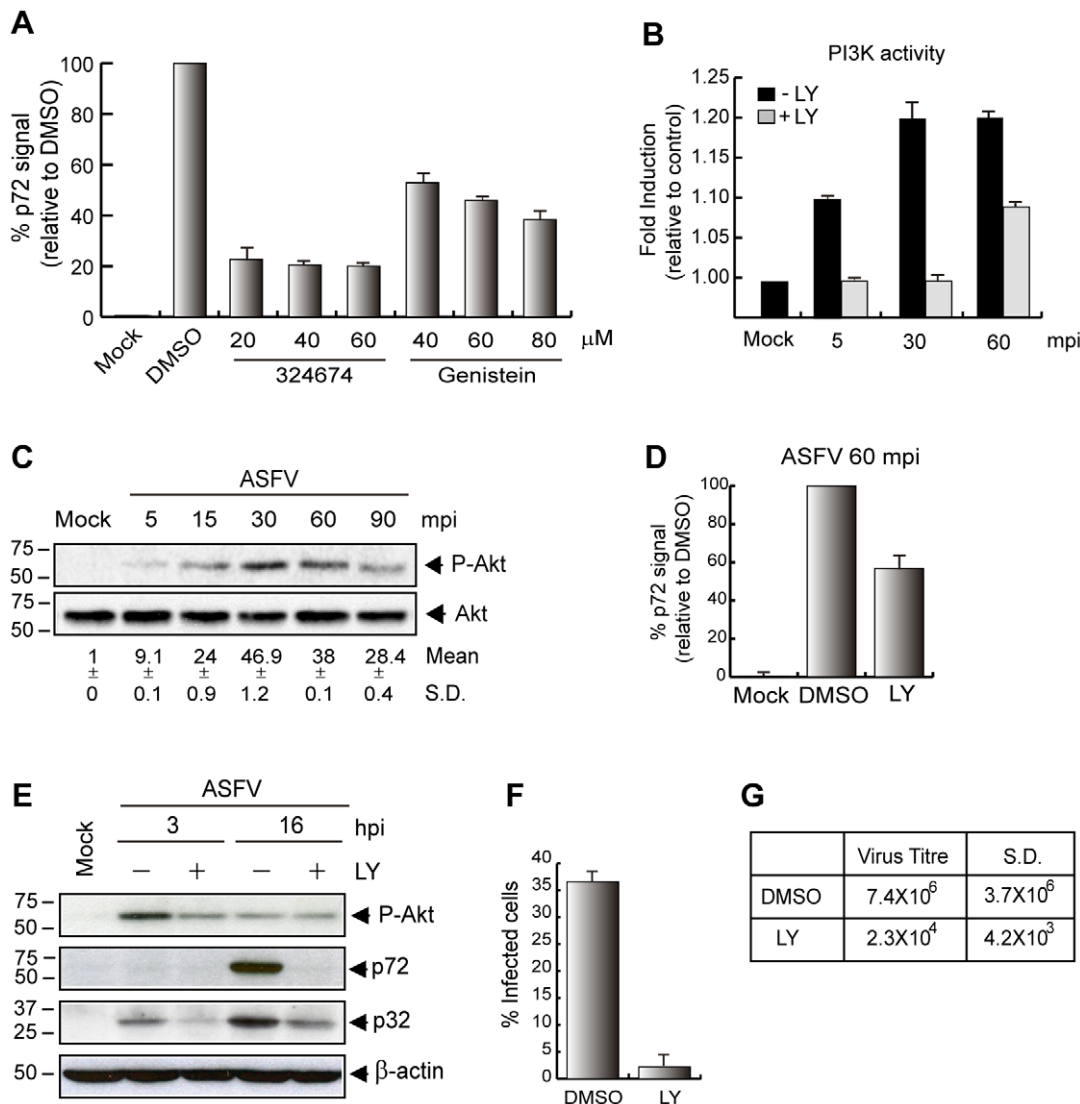 A
% p72 signal
(relative to DMSO)
100
80
60
40
20
0
Mock
DMSO
20 40 60 40 60 80 μM
324674 Genistein
B
PI3K activity
- LY
+ LY
Fold Induction
(relative to control)
1.25
1.20
1.10
1.05
1.00
Mock 5 30 60 mpi
C
ASFV
Mock 5 15 30 60 90 mpi
75
50
P-Akt
75
50
Akt
1 9.1 24 46.9 38 28.4 Mean
± ± ± ± ± ±
0 0.1 0.9 1.2 0.1 0.4 S.D.
D
ASFV 60 mpi
% p72 signal
(relative to DMSO)
100
80
60
40
20
0
Mock DMSO LY
E
ASFV
Mock
3 16 hpi
− + − + LY
75
50
P-Akt
75
50
p72
37
25
p32
50
β-actin
F
% Infected cells
40
35
30
25
20
15
10
5
0
DMSO LY
G
Virus Titre S.D.
DMSO 7.4X10⁶ 3.7X10⁶
LY 2.3X10⁴ 4.2X10³